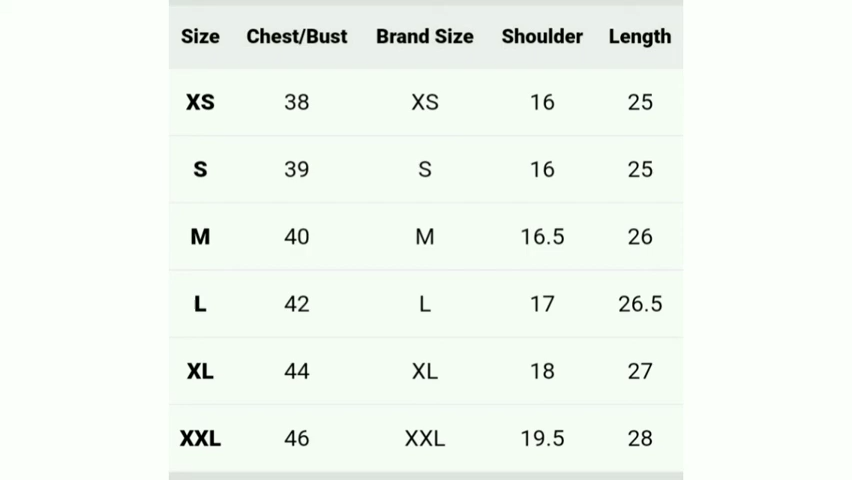 Size Chest/Bust Brand Size Shoulder Length
XS 38 XS 16 25
S 39 S 16 25
M 40 M 16.5 26
L 42 L 17 26.5
XL 44 XL 18 27
XXL 46 XXL 19.5 28